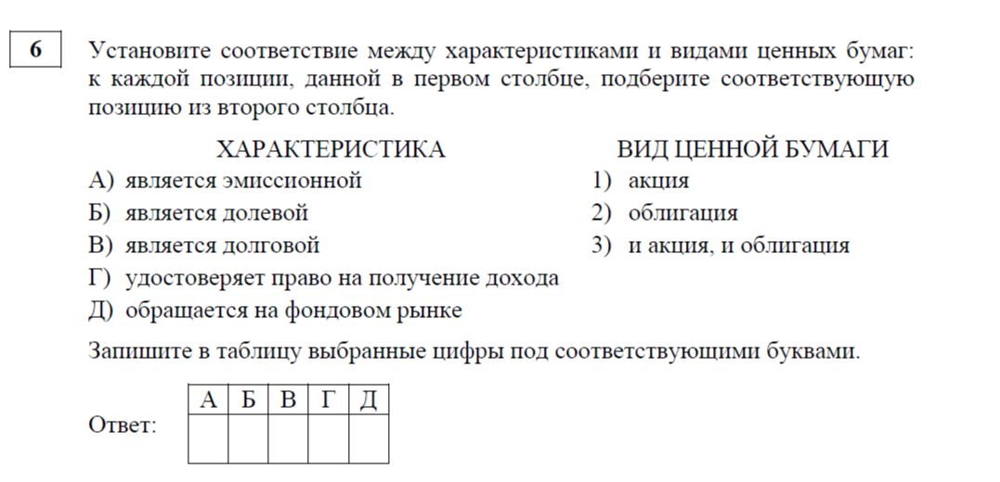 6
Установите соответствие между характеристиками и видами ценных бумаг:
к каждой позиции, данной в первом столбце, подберите соответствующую
позицию из второго столбца.
ХАРАКТЕРИСТИКА
А) является эмиссионной
Б) является долевой
В) является долговой
Г) удостоверяет право на получение дохода
Д) обращается на фондовом рынке
ВИД ЦЕННОЙ БУМАГИ
1) акция
2) облигация
3) и акция, и облигация
Запишите в таблицу выбранные цифры под соответствующими буквами.
Ответ:
А Б В Г Д